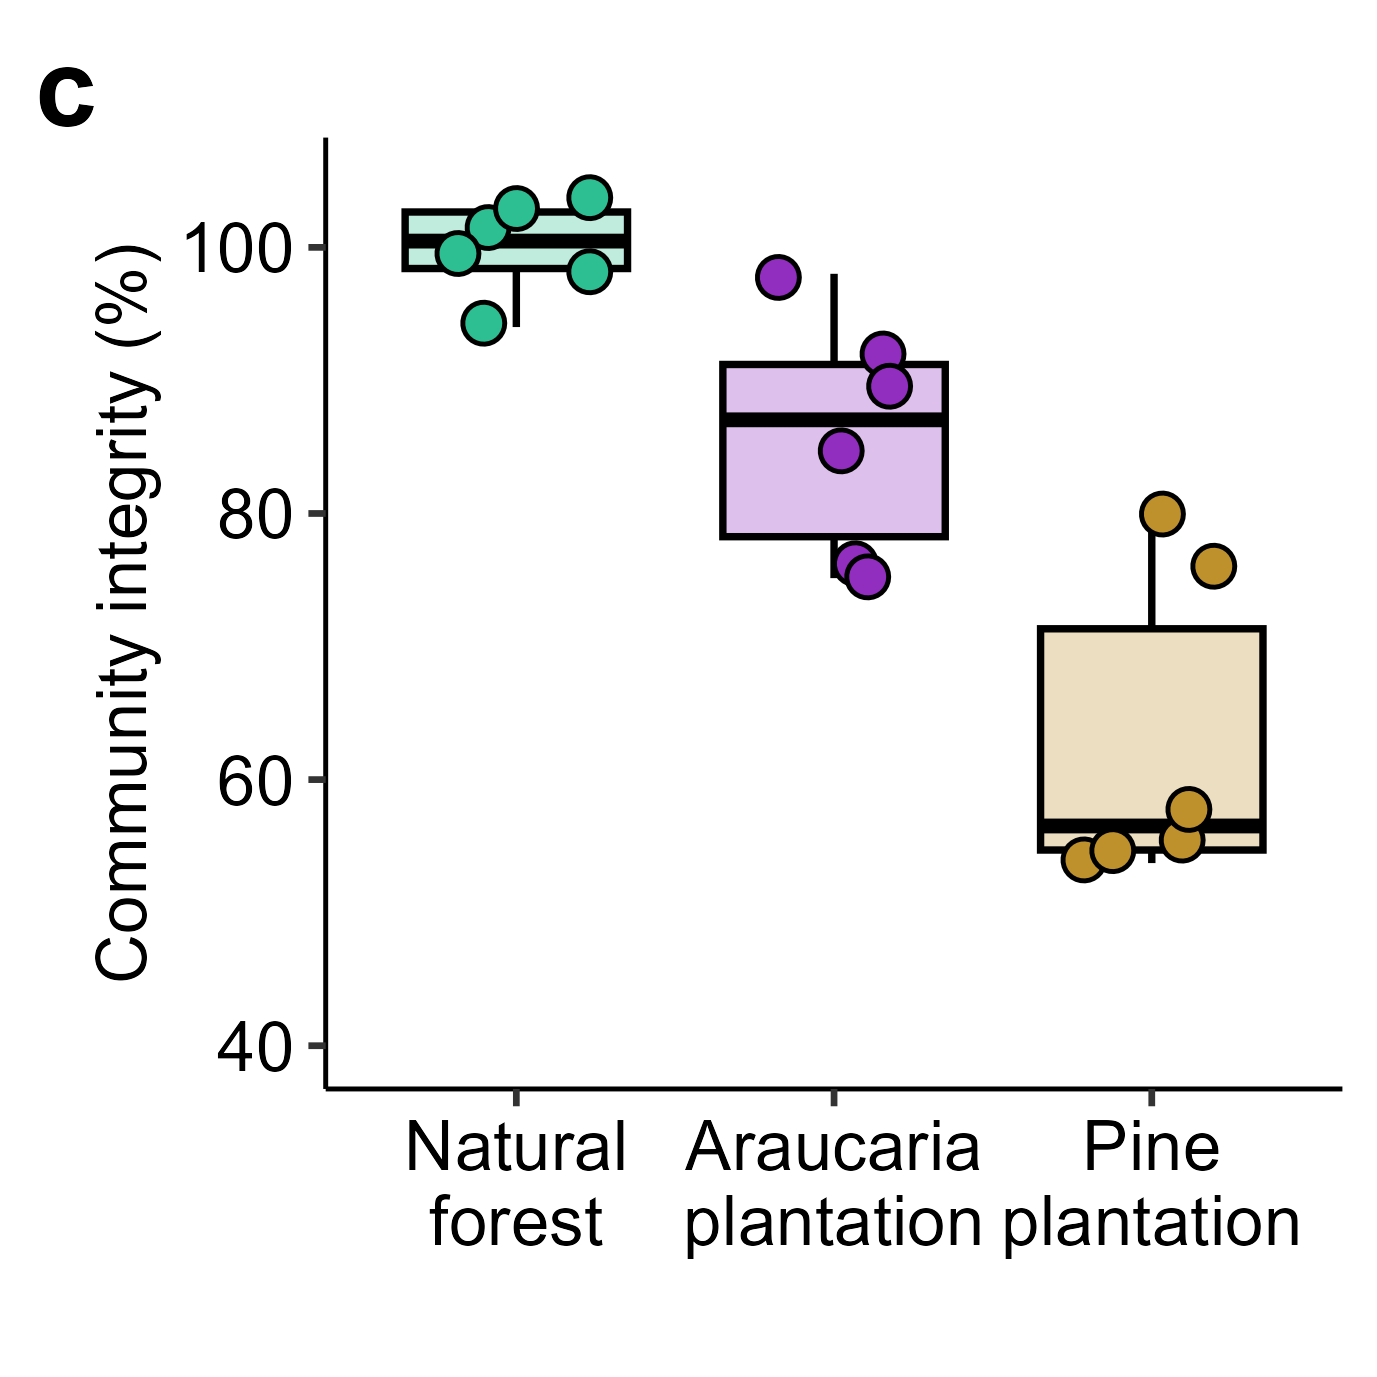 c
Community integrity (%)
100
80
60
40
Natural
forest
Araucaria
plantation
Pine
plantation